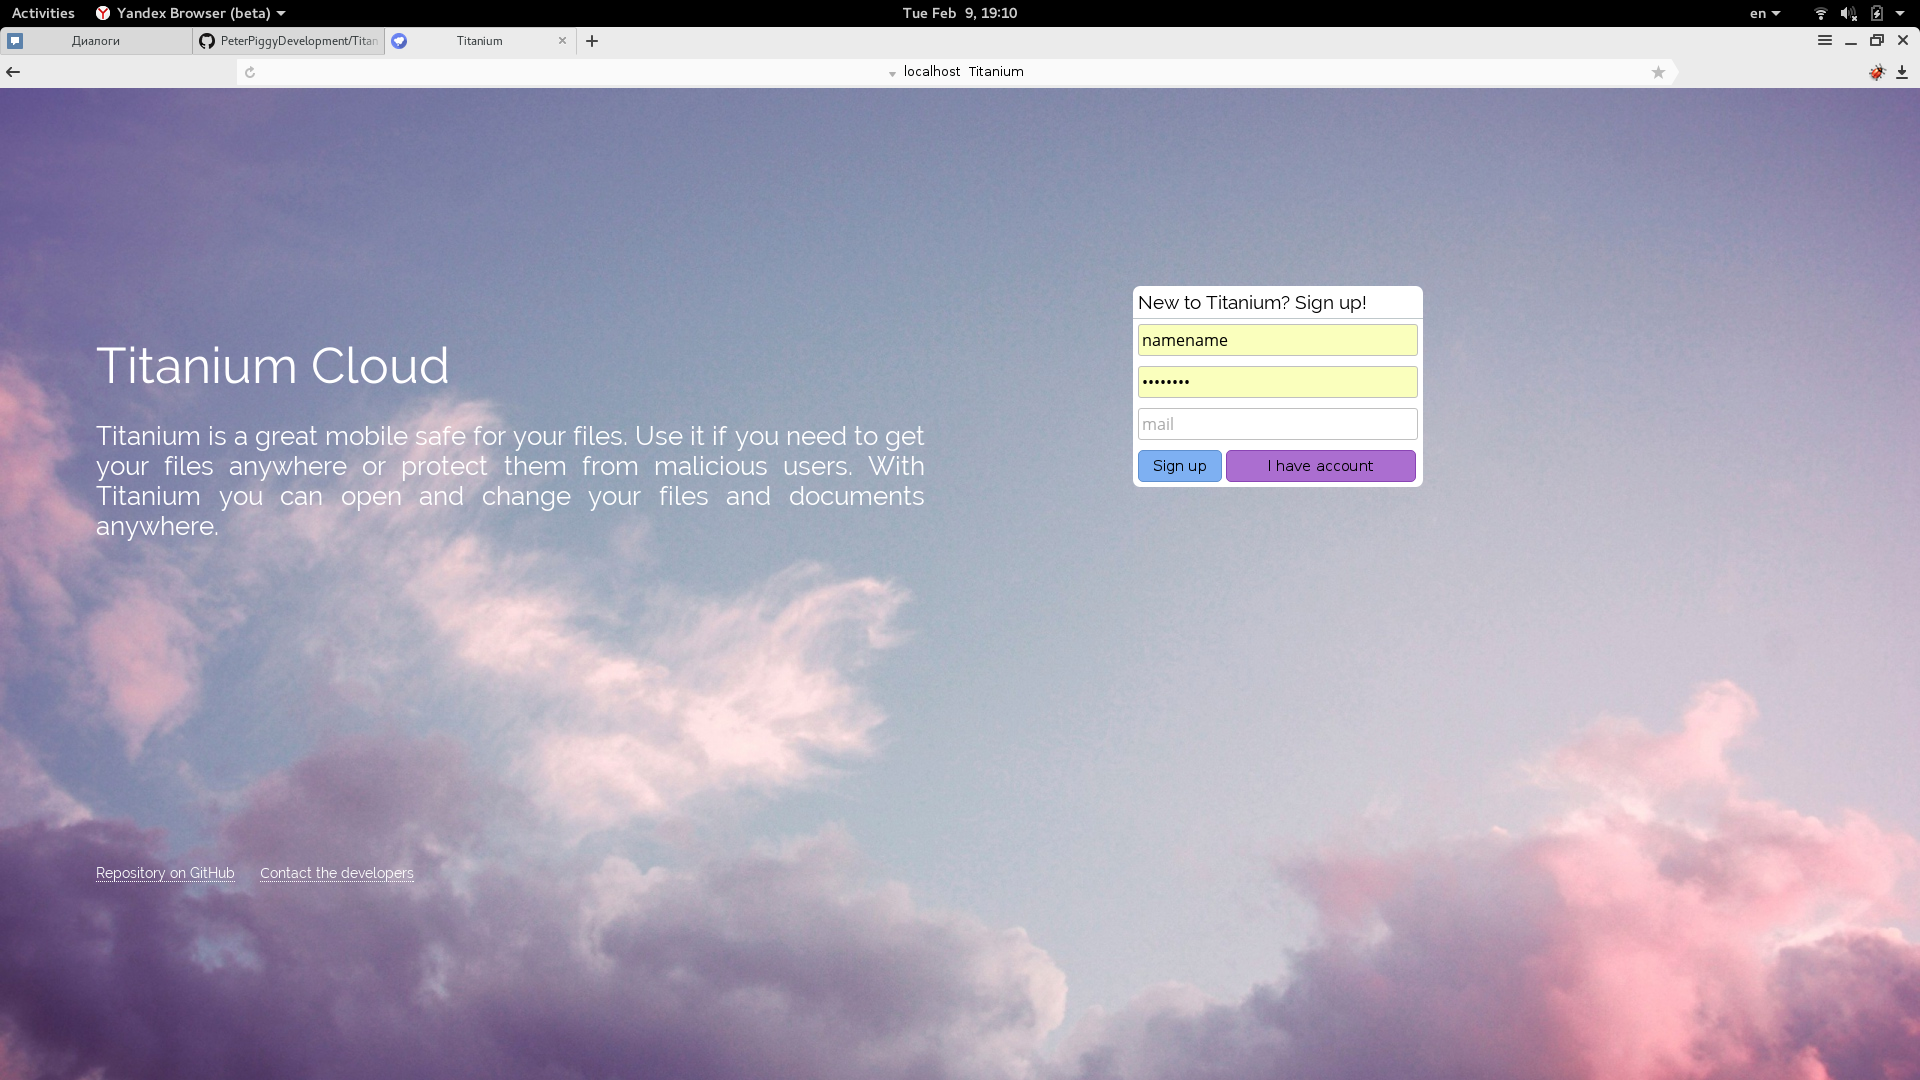 Activities Yandex Browser (beta) Tue Feb 9, 19:10 en
Диалоги PeterPiggyDevelopment/Titan Titanium
localhost Titanium
New to Titanium? Sign up!
namename
••••••••
mail
Sign up I have account
Titanium Cloud
Titanium is a great mobile safe for your files. Use it if you need to get
your files anywhere or protect them from malicious users. With
Titanium you can open and change your files and documents
anywhere.
Repository on GitHub Contact the developers